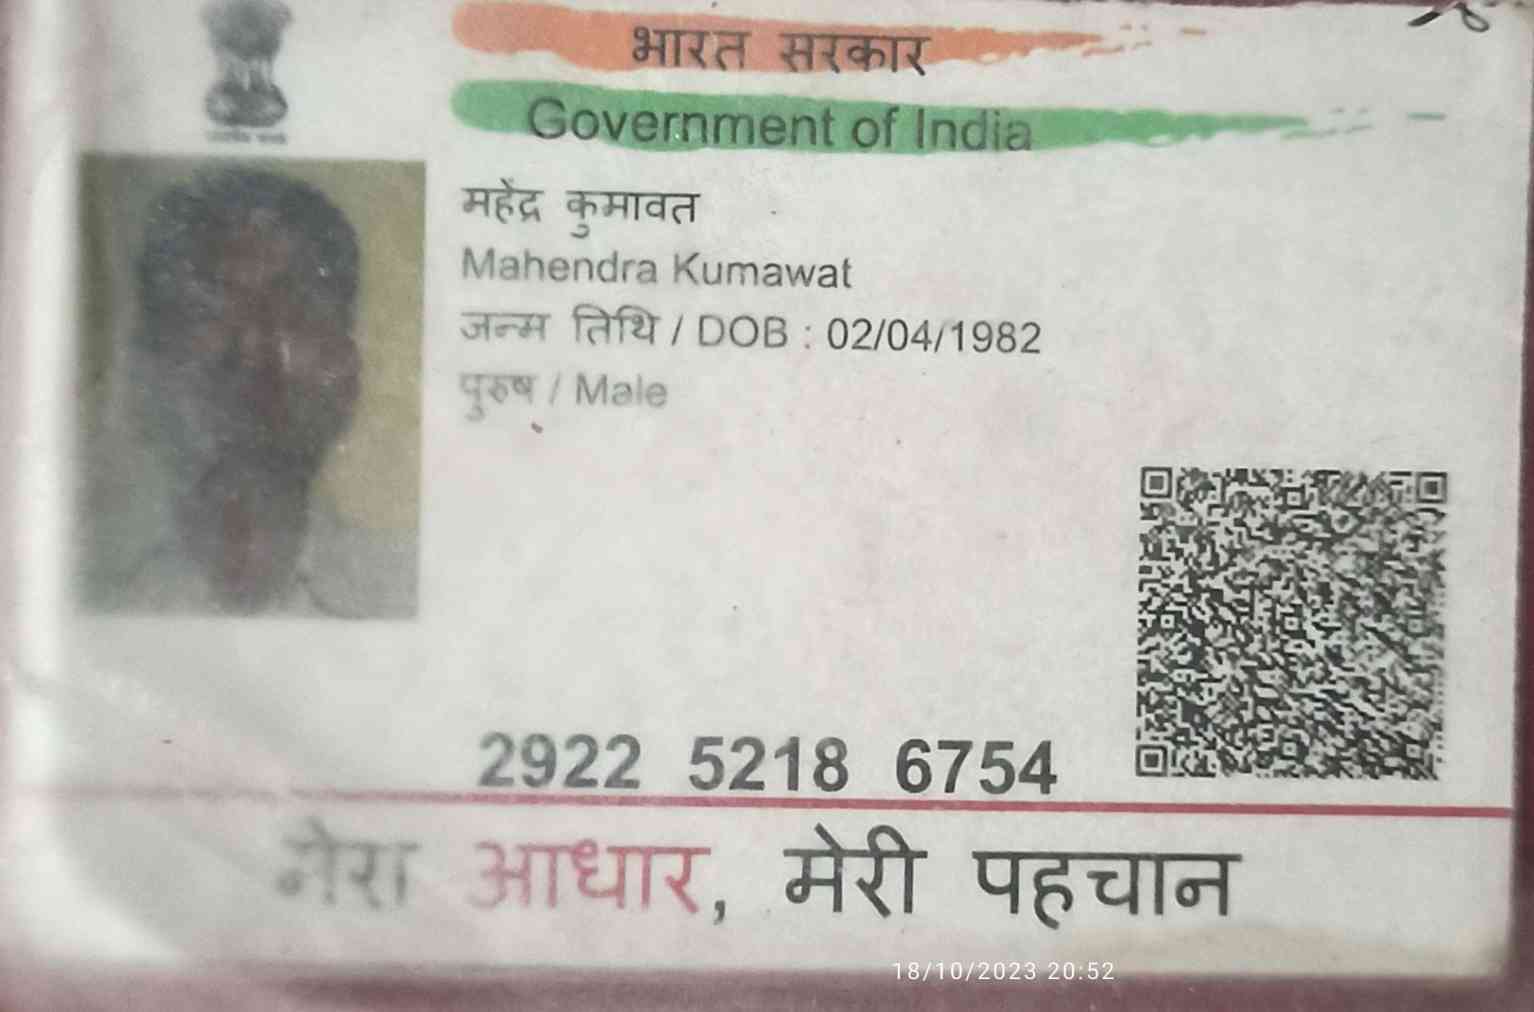 भारत सरकार
Government of India
महेंद्र कुमावत
Mahendra Kumawat
जन्म तिथि / DOB : 02/04/1982
पुरुष / Male
2922 5218 6754
मेरा आधार, मेरी पहचान
18/10/2023 20:52